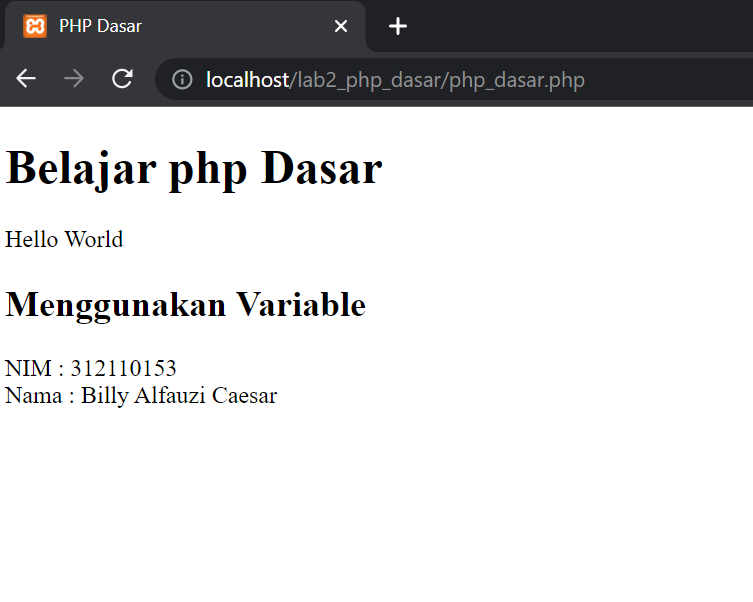 PHP Dasar
localhost/lab2_php_dasar/php_dasar.php
Belajar php Dasar
Hello World
Menggunakan Variable
NIM : 312110153
Nama : Billy Alfauzi Caesar